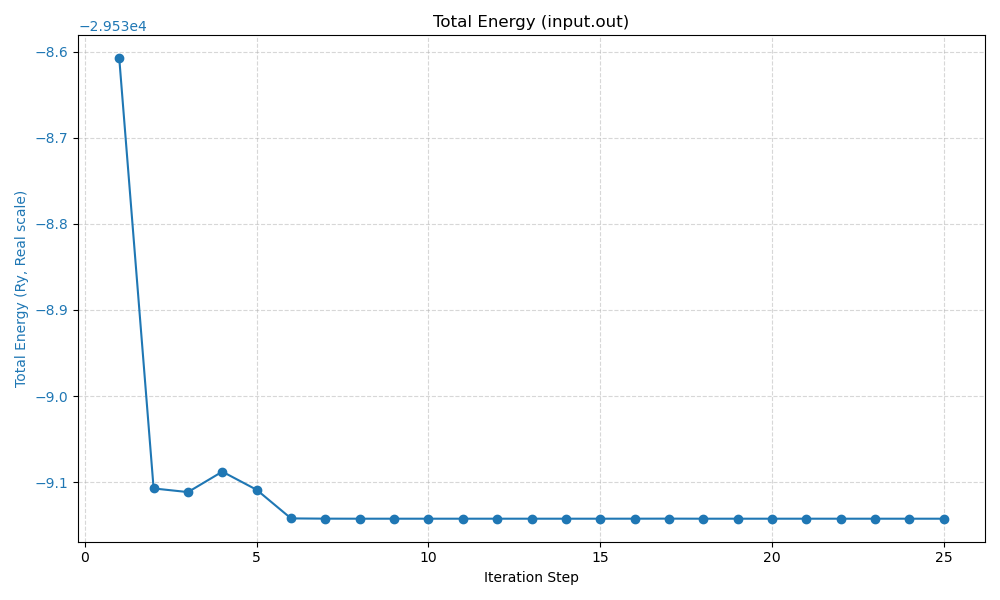 Total Energy (input.out)
−2.953e4
Total Energy (Ry, Real scale)
−8.6
−8.7
−8.8
−8.9
−9.0
−9.1
0 5 10 15 20 25
Iteration Step